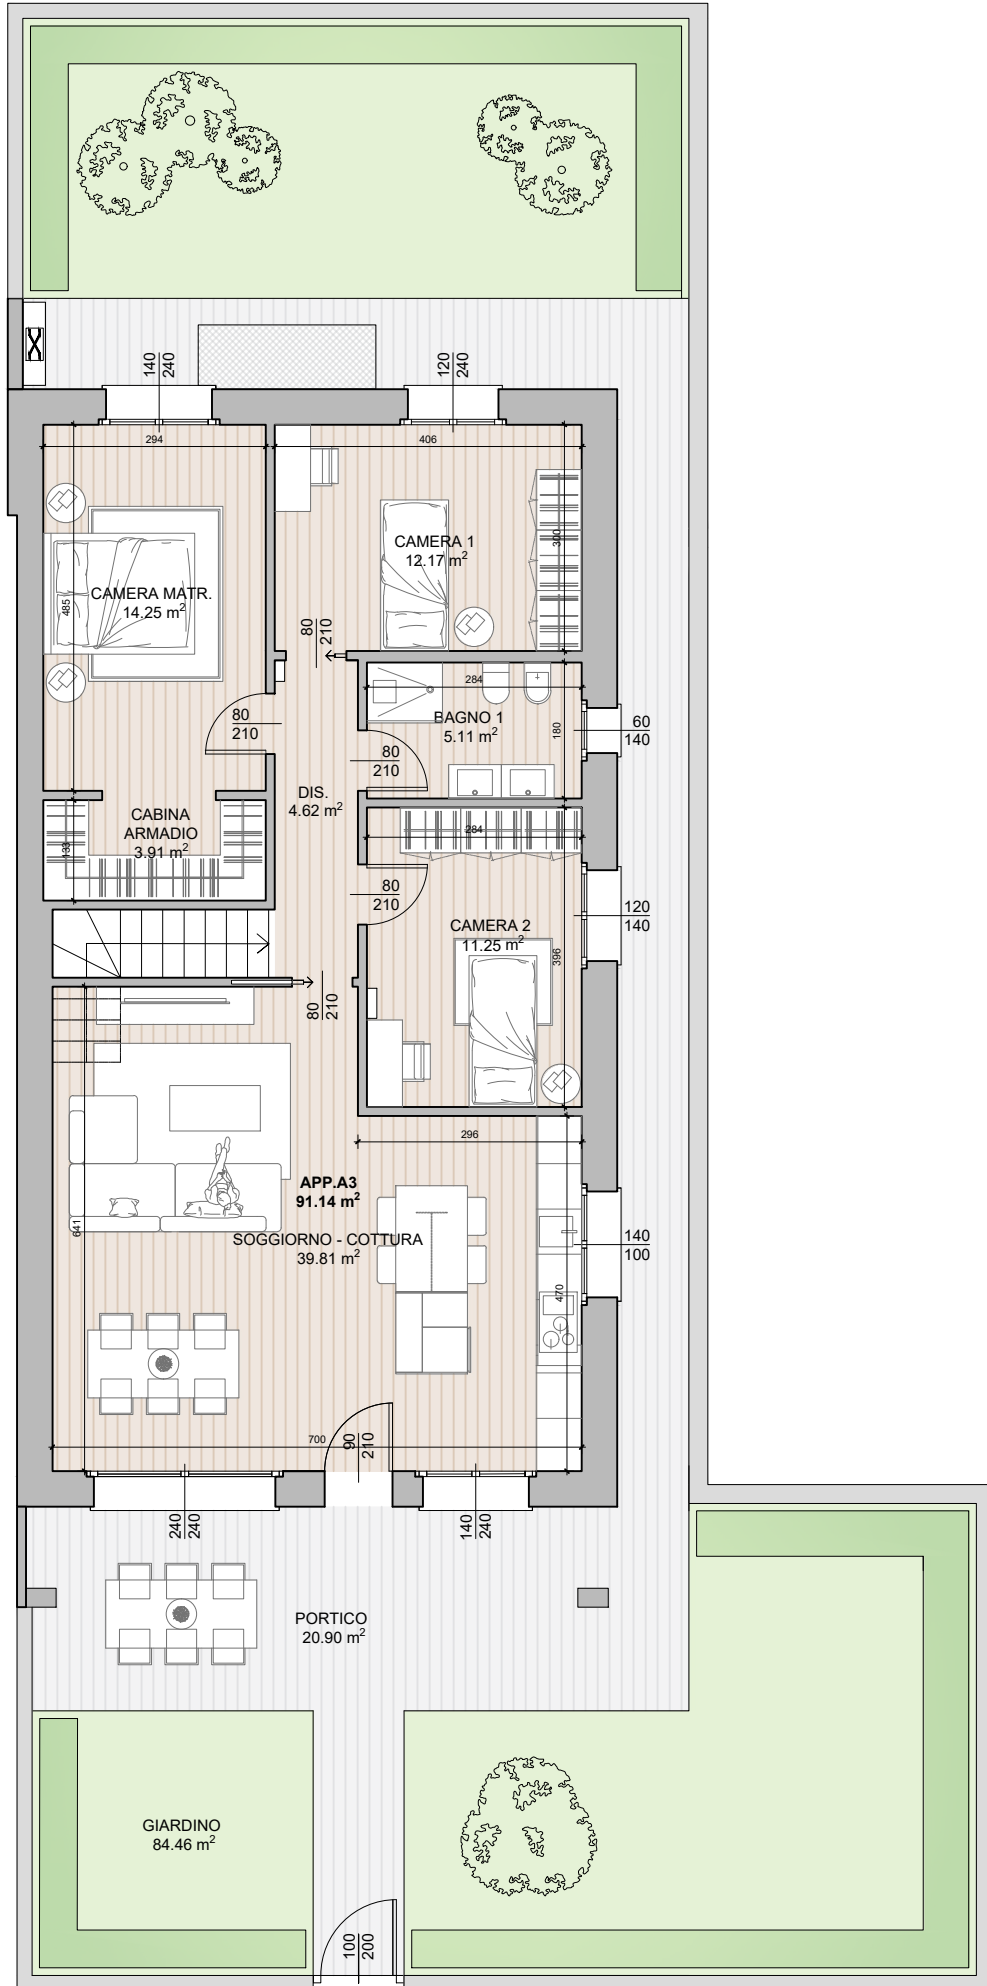 140
240
120
240
294
406
CAMERA 1
12.17 m²
300
CAMERA MATR.
14.25 m²
485
80
210
284
BAGNO 1
5.11 m²
180
60
140
80
210
80
210
DIS.
4.62 m²
CABINA
ARMADIO
3.91 m²
133
284
80
210
120
140
CAMERA 2
11.25 m²
396
80
210
296
APP.A3
91.14 m²
SOGGIORNO - COTTURA
39.81 m²
641
140
100
470
700
90
210
240
240
140
240
PORTICO
20.90 m²
GIARDINO
84.46 m²
100
200